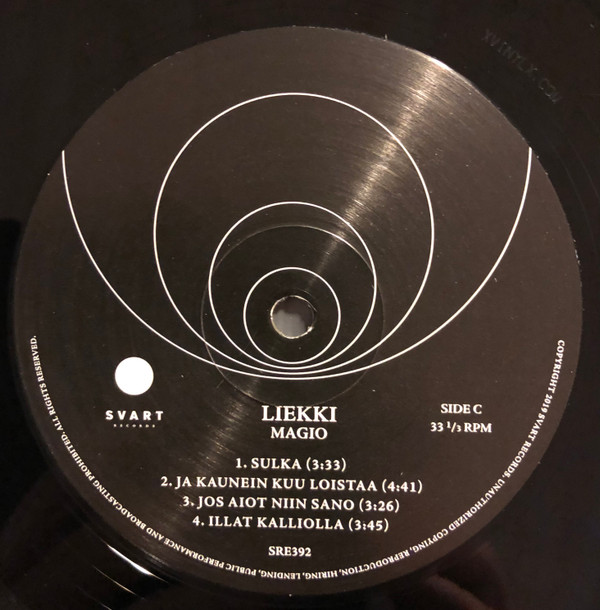 XVINYLX.COM
SVART
RECORDS
LIEKKI
MAGIO
SIDE C
33 1/3 RPM
1. SULKA (3:33)
2. JA KAUNEIN KUU LOISTAA (4:41)
3. JOS AIOT NIIN SANO (3:26)
4. ILLAT KALLIOLLA (3:45)
SRE392
COPYRIGHT 2019 SVART RECORDS. UNAUTHORIZED COPYING, REPRODUCTION, HIRING, LENDING, PUBLIC PERFORMANCE AND BROADCASTING PROHIBITED. ALL RIGHTS RESERVED.